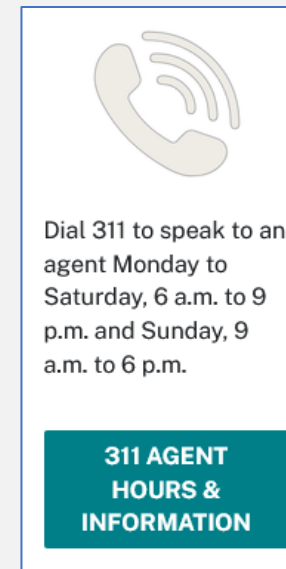 Dial 311 to speak to an
agent Monday to
Saturday, 6 a.m. to 9
p.m. and Sunday, 9
a.m. to 6 p.m.
311 AGENT
HOURS &
INFORMATION